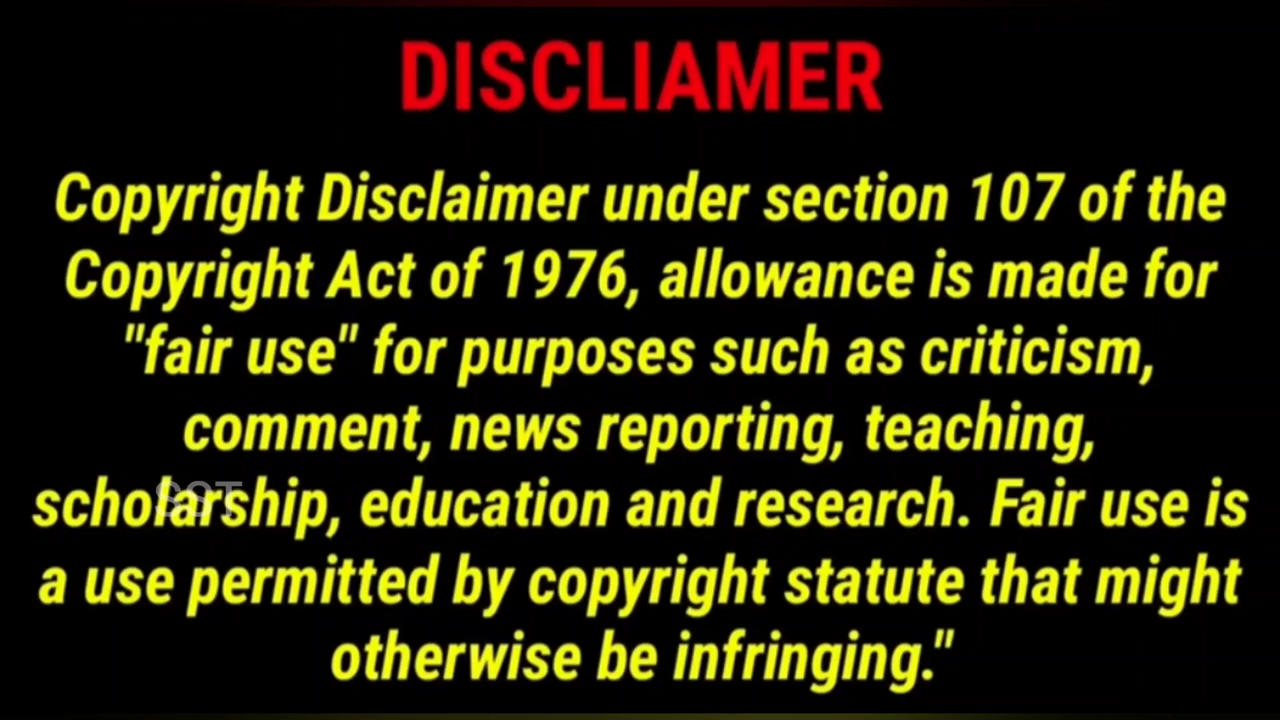 DISCLIAMER
Copyright Disclaimer under section 107 of the
Copyright Act of 1976, allowance is made for
"fair use" for purposes such as criticism,
comment, news reporting, teaching,
scholarship, education and research. Fair use is
a use permitted by copyright statute that might
otherwise be infringing."
SST